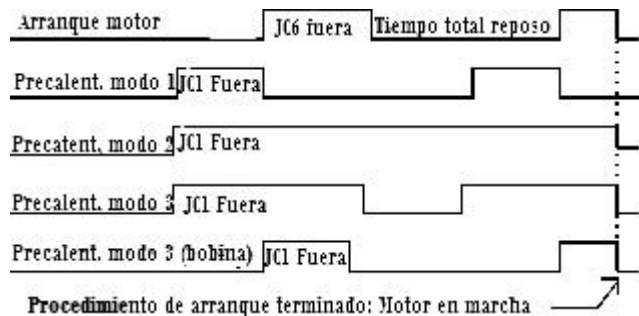 Arranque motor JC6 fuera Tiempo total reposo
Precalent. modo 1 JC1 Fuera
Precatent. modo 2 JC1 Fuera
Precalent. modo 3 JC1 Fuera
Precalent. modo 3 (bobina) JC1 Fuera
Procedimiento de arranque terminado: Motor en marcha